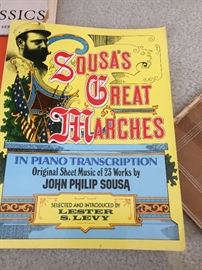 SSICS
SOUSA'S
GREAT
MARCHES
IN PIANO TRANSCRIPTION
Original Sheet Music of 23 Works by
JOHN PHILIP SOUSA
SELECTED AND INTRODUCED BY
LESTER
S. LEVY